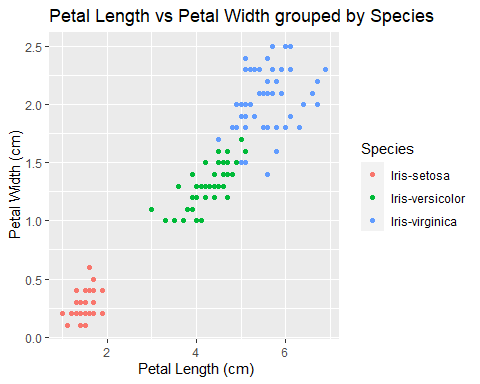 Petal Length vs Petal Width grouped by Species
2.5
2.0
1.5
1.0
0.5
0.0
Petal Width (cm)
2 4 6
Petal Length (cm)
Species
Iris-setosa
Iris-versicolor
Iris-virginica